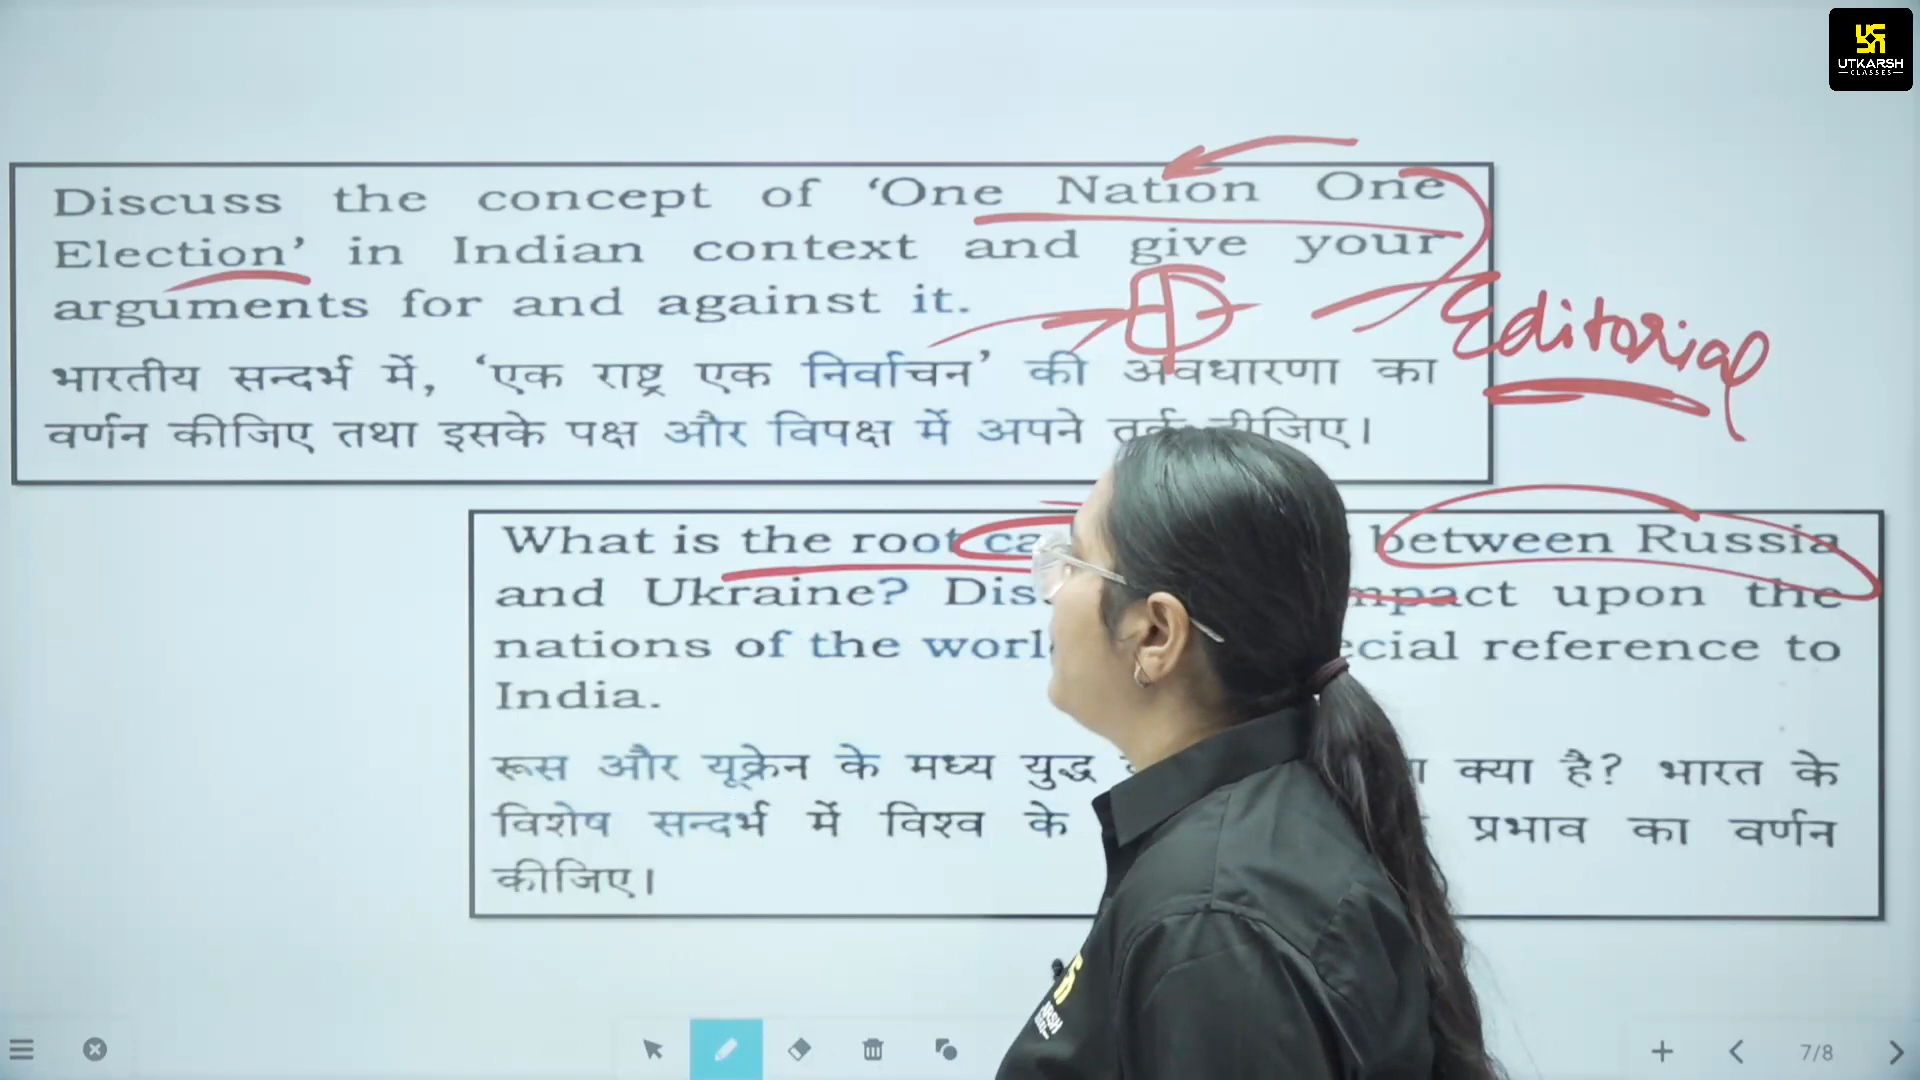 UTKARSH
CLASSES
Discuss the concept of ‘One Nation One
Election’ in Indian context and give your
arguments for and against it.
Editorial
भारतीय सन्दर्भ में, ‘एक राष्ट्र एक निर्वाचन’ की अवधारणा का
वर्णन कीजिए तथा इसके पक्ष और विपक्ष में अपने तर्क दीजिए।
What is the root between Russia
and Ukraine? upon the
nations of the reference to
India.
रूस और यूक्रेन के मध्य युद्ध क्या है? भारत के
विशेष सन्दर्भ में विश्व के प्रभाव का वर्णन
कीजिए।
7/8